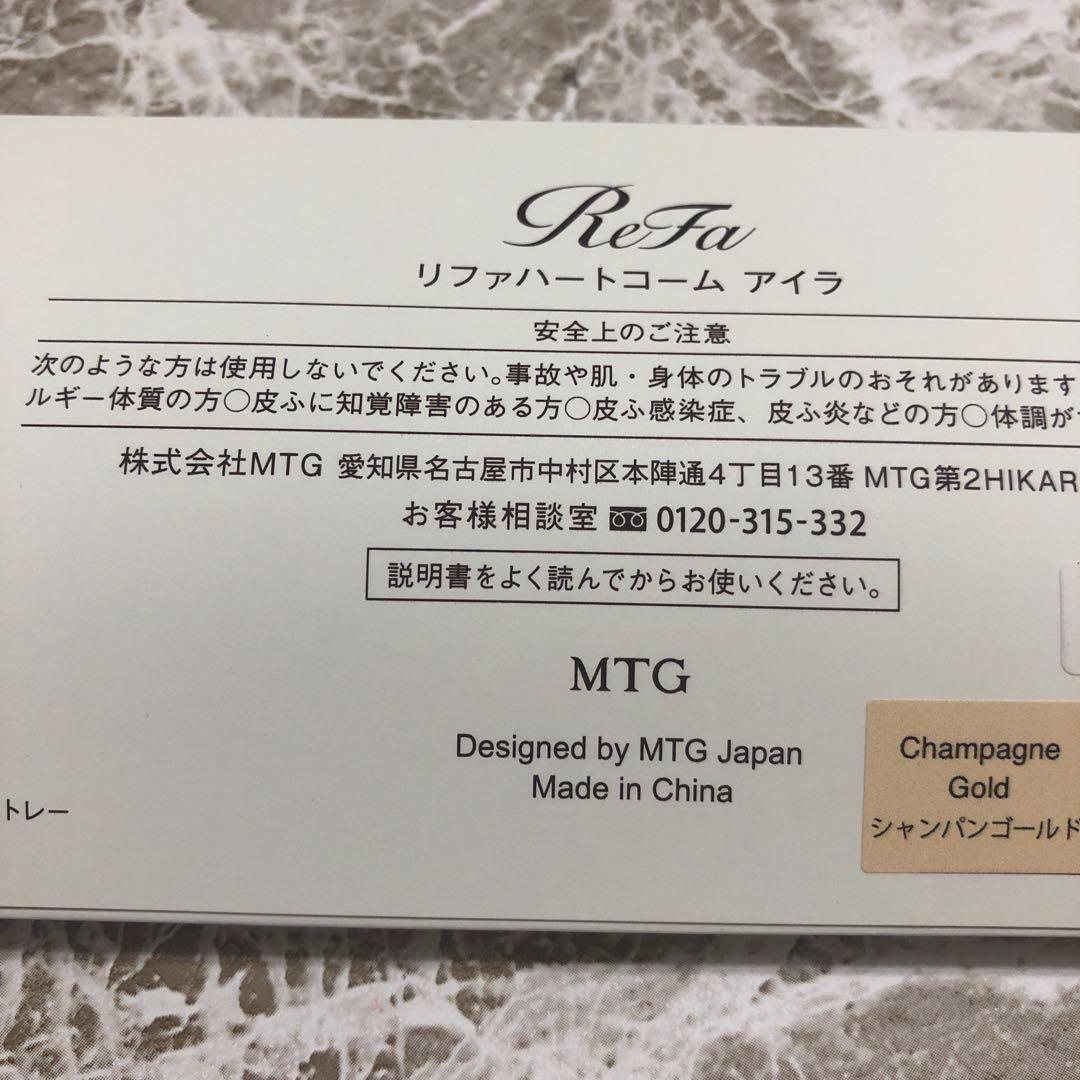 ReFa
リファハートコーム アイラ
安全上のご注意
次のような方は使用しないでください。事故や肌・身体のトラブルのおそれがあります
ルギー体質の方○皮ふに知覚障害のある方○皮ふ感染症、皮ふ炎などの方○体調が
株式会社MTG 愛知県名古屋市中村区本陣通4丁目13番 MTG第2HIKAR
お客様相談室 0120-315-332
説明書をよく読んでからお使いください。
MTG
Designed by MTG Japan
Made in China
トレー
Champagne
Gold
シャンパンゴールド